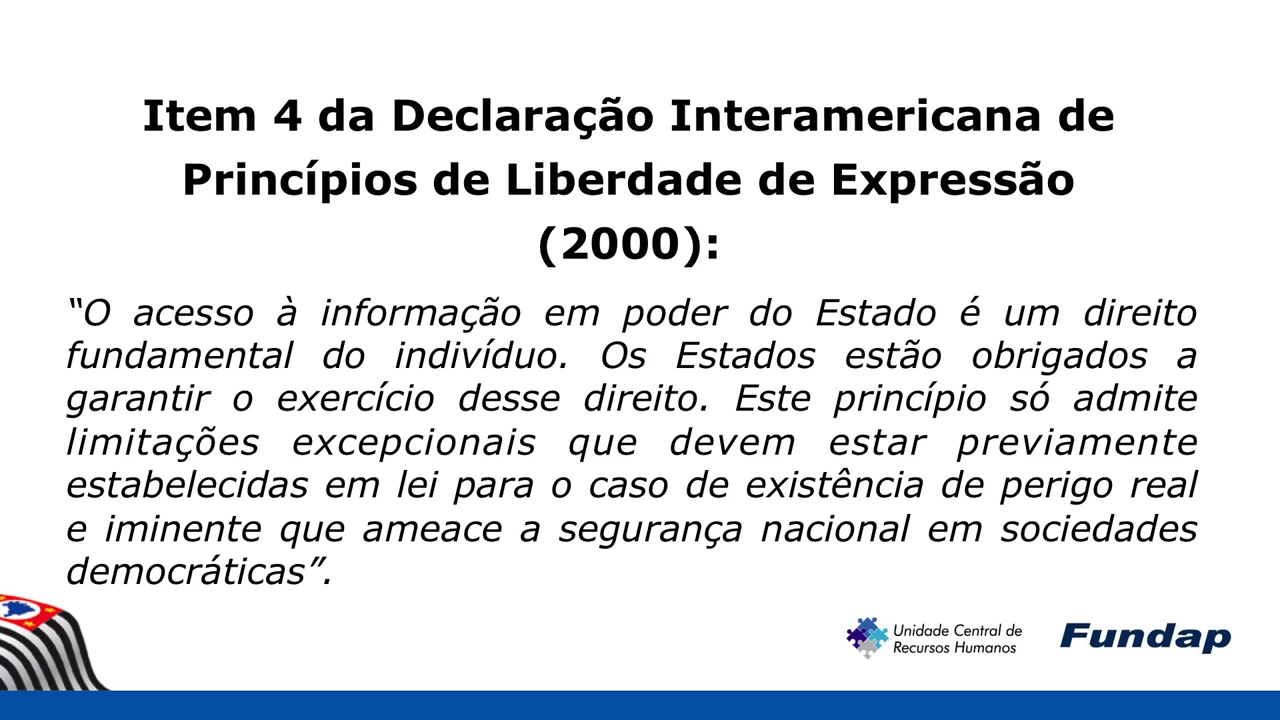 Item 4 da Declaração Interamericana de
Princípios de Liberdade de Expressão
(2000):
“O acesso à informação em poder do Estado é um direito
fundamental do indivíduo. Os Estados estão obrigados a
garantir o exercício desse direito. Este princípio só admite
limitações excepcionais que devem estar previamente
estabelecidas em lei para o caso de existência de perigo real
e iminente que ameace a segurança nacional em sociedades
democráticas”.
Unidade Central de
Recursos Humanos
Fundap